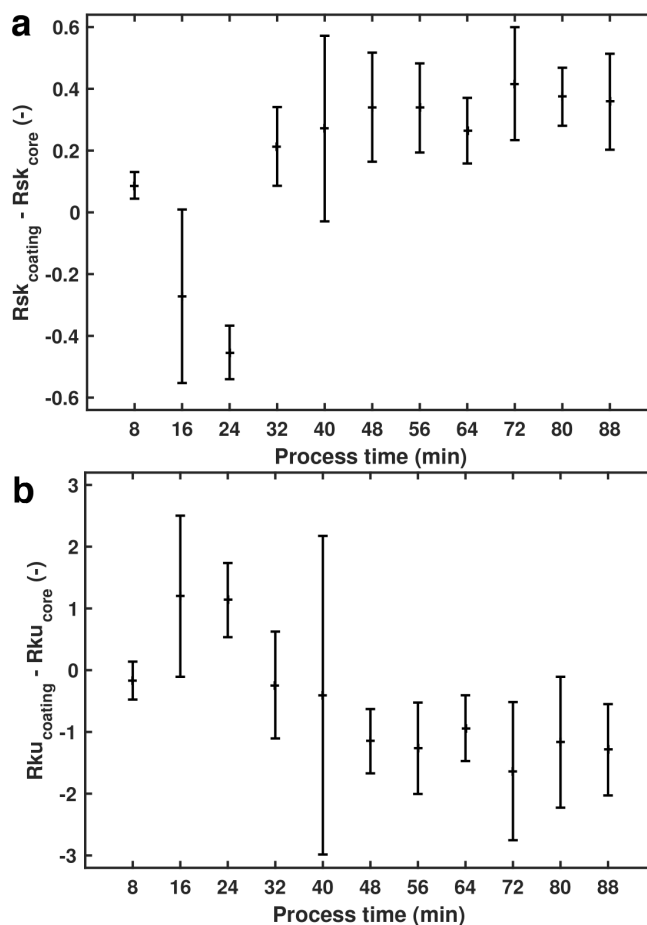 a
Rsk_coating - Rsk_core (-)
0.6
0.4
0.2
0
-0.2
-0.4
-0.6
8 16 24 32 40 48 56 64 72 80 88
Process time (min)
b
Rku_coating - Rku_core (-)
3
2
1
0
-1
-2
-3
8 16 24 32 40 48 56 64 72 80 88
Process time (min)